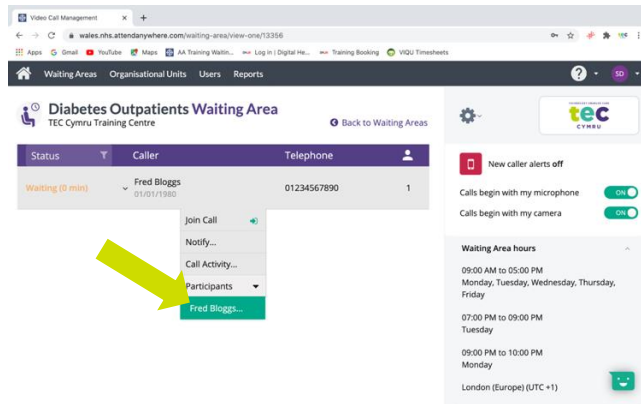 Video Call Management
wales.nhs.attendanywhere.com/waiting-area/view-one/13356
Apps Gmail YouTube Maps AA Training Waitin... Log in | Digital He... Training Booking VIQU Timesheets
Waiting Areas Organisational Units Users Reports ? SD
Diabetes Outpatients Waiting Area
TEC Cymru Training Centre
Back to Waiting Areas
tec
CYMRU
Status Caller Telephone
Waiting (0 min) Fred Bloggs 01234567890 1
01/01/1980
Join Call
Notify...
Call Activity...
Participants
Fred Bloggs...
New caller alerts off
Calls begin with my microphone ON
Calls begin with my camera ON
Waiting Area hours
09:00 AM to 05:00 PM
Monday, Tuesday, Wednesday, Thursday,
Friday
07:00 PM to 09:00 PM
Tuesday
09:00 PM to 10:00 PM
Monday
London (Europe) (UTC +1)